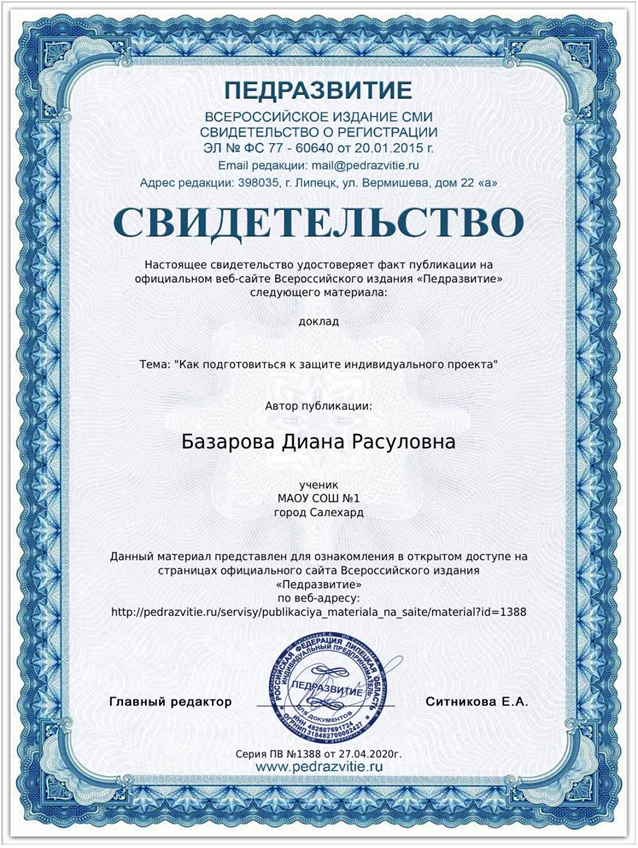 ПЕДРАЗВИТИЕ
ВСЕРОССИЙСКОЕ ИЗДАНИЕ СМИ
СВИДЕТЕЛЬСТВО О РЕГИСТРАЦИИ
ЭЛ № ФС 77 - 60640 от 20.01.2015 г.
Email редакции: mail@pedrazvitie.ru
Адрес редакции: 398035, г. Липецк, ул. Вермишева, дом 22 «а»
СВИДЕТЕЛЬСТВО
Настоящее свидетельство удостоверяет факт публикации на
официальном веб-сайте Всероссийского издания «Педразвитие»
следующего материала:
доклад
Тема: "Как подготовиться к защите индивидуального проекта"
Автор публикации:
Базарова Диана Расуловна
ученик
МАОУ СОШ №1
город Салехард
Данный материал представлен для ознакомления в открытом доступе на
страницах официального сайта Всероссийского издания
«Педразвитие»
по веб-адресу:
http://pedrazvitie.ru/servisy/publikaciya_materiala_na_saite/material?id=1388
РОССИЙСКАЯ ФЕДЕРАЦИЯ ЛИПЕЦКАЯ ОБЛАСТЬ
ИНДИВИДУАЛЬНЫЙ ПРЕДПРИНИМАТЕЛЬ
ПЕДРАЗВИТИЕ
ДЛЯ ДОКУМЕНТОВ
Главный редактор
Ситникова Е.А.
Серия ПВ №1388 от 27.04.2020г.
www.pedrazvitie.ru